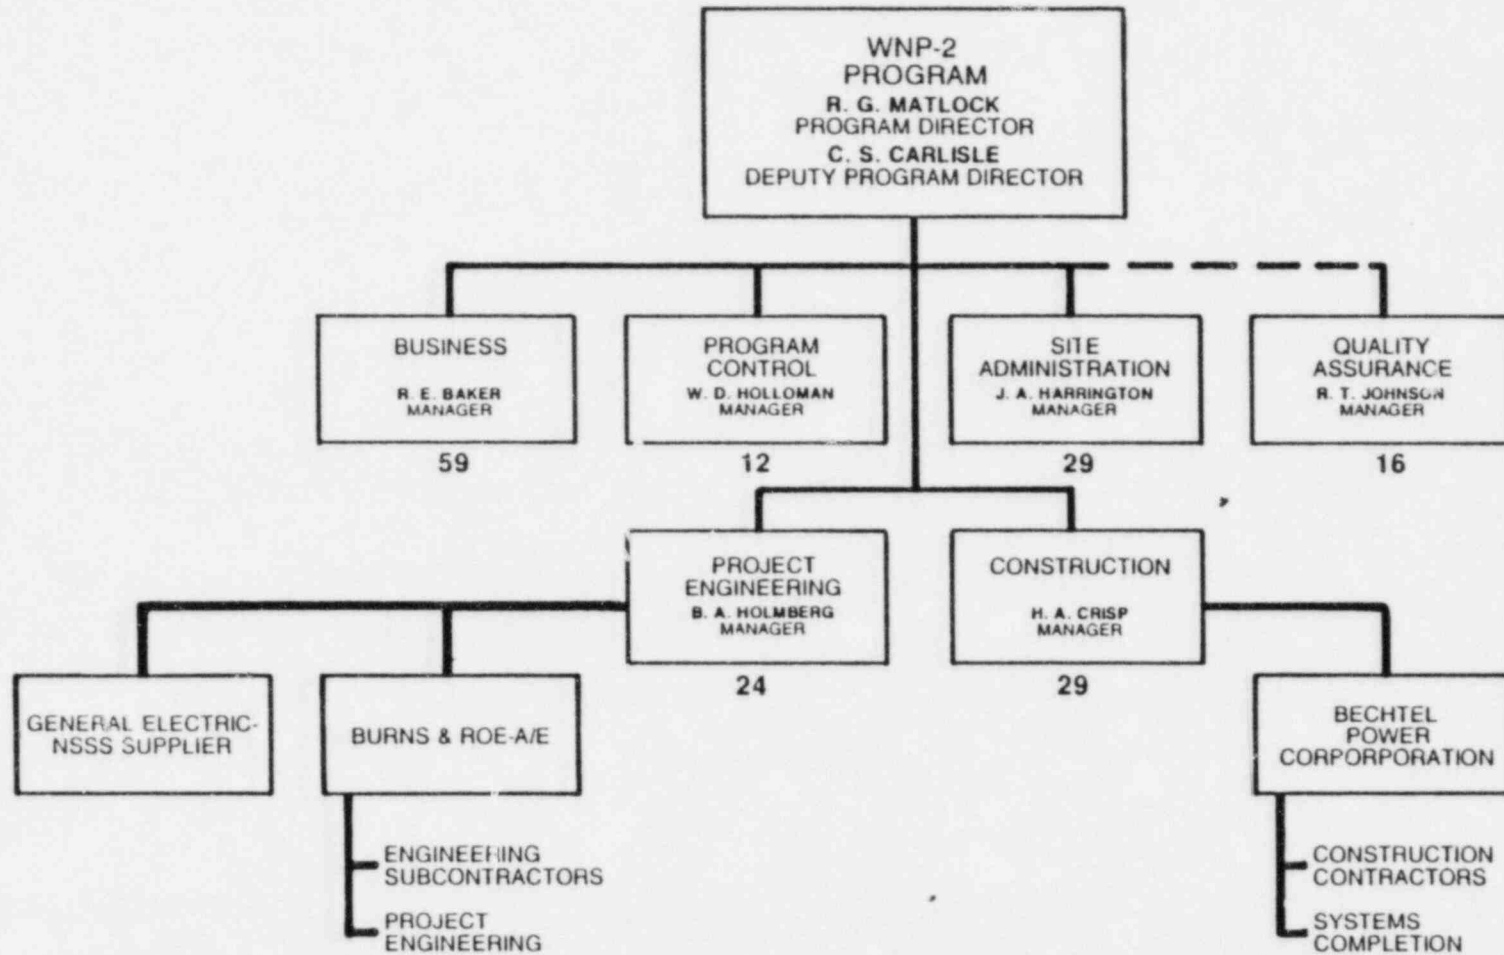 WNP-2
PROGRAM
R. G. MATLOCK
PROGRAM DIRECTOR
C. S. CARLISLE
DEPUTY PROGRAM DIRECTOR
BUSINESS
R. E. BAKER
MANAGER
59
PROGRAM
CONTROL
W. D. HOLLOMAN
MANAGER
12
SITE
ADMINISTRATION
J. A. HARRINGTON
MANAGER
29
QUALITY
ASSURANCE
R. T. JOHNSON
MANAGER
16
PROJECT
ENGINEERING
B. A. HOLMBERG
MANAGER
24
CONSTRUCTION
H. A. CRISP
MANAGER
29
GENERAL ELECTRIC-
NSSS SUPPLIER
BURNS & ROE-A/E
ENGINEERING
SUBCONTRACTORS
PROJECT
ENGINEERING
BECHTEL
POWER
CORPORPORATION
CONSTRUCTION
CONTRACTORS
SYSTEMS
COMPLETION